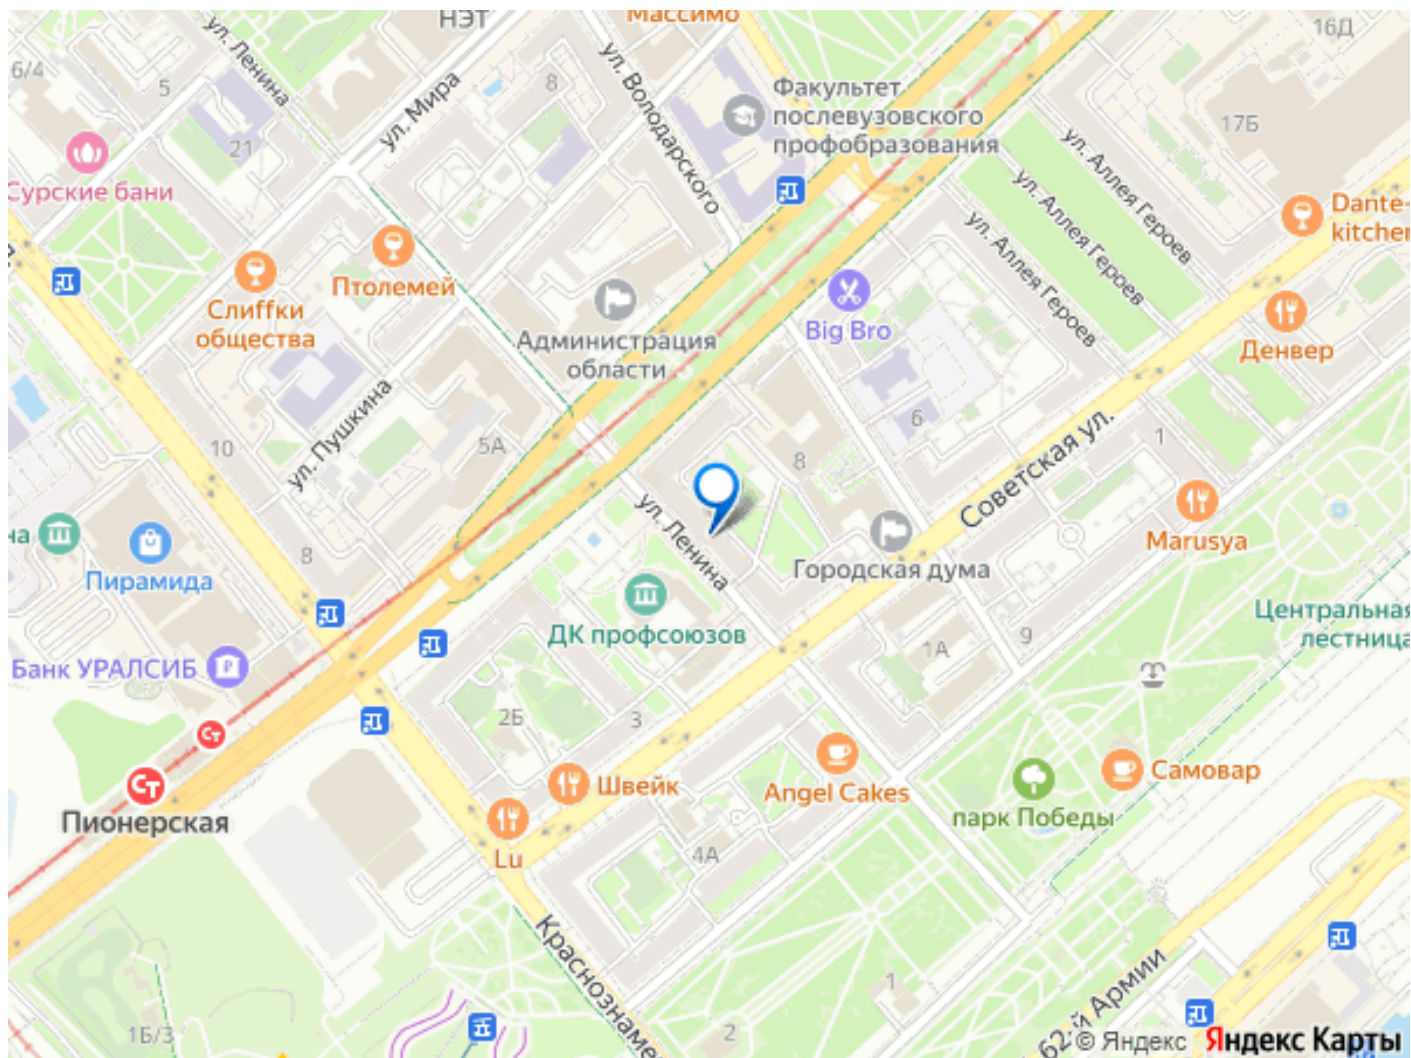 НЭТ
Массимо
16Д
6/4
5
ул. Ленина
ул. Мира
8
ул. Володарского
Факультет
послевузовского
профобразования
17Б
21
ул. Аллея Героев
ул. Аллея Героев
ул. Аллея Героев
Сурские бани
Dante-
kitchen
Птолемей
Слиffки
общества
Администрация
области
Big Bro
Денвер
ул. Пушкина
10
5А
6
1
8
Советская ул.
ул. Ленина
на
Пирамида
8
Marusya
Городская дума
ДК профсоюзов
Центральная
лестница
9
1А
Банк УРАЛСИБ
2Б
3
Ст
Ст
Пионерская
Швейк
Angel Cakes
Самовар
парк Победы
Lu
4А
Краснознаме
1
62-й Армии
1Б/3
2
© Яндекс Яндекс Карты